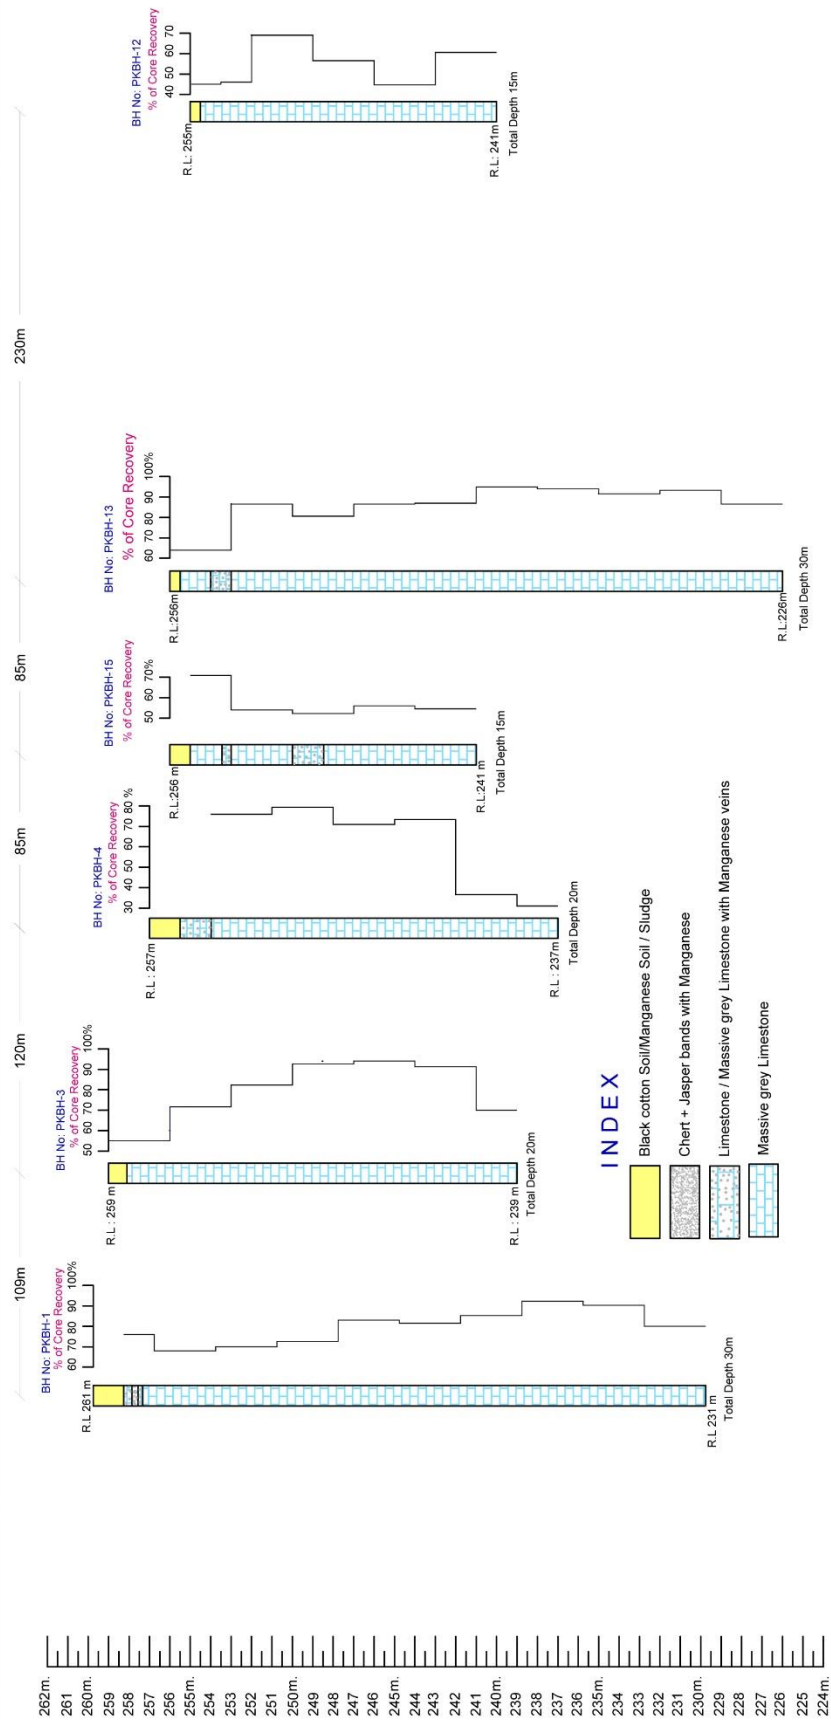 109m
120m
85m
85m
230m
BH No: PKBH-1
% of Core Recovery
60 70 80 90 100%
R.L 261 m
R.L 231 m
Total Depth 30m
BH No: PKBH-3
% of Core Recovery
50 60 70 80 90 100%
R.L : 259 m
R.L : 239 m
Total Depth 20m
BH No: PKBH-4
% of Core Recovery
30 40 50 60 70 80 %
R.L : 257m
R.L : 237m
Total Depth 20m
BH No: PKBH-15
% of Core Recovery
50 60 70%
R.L:256 m
R.L:241 m
Total Depth 15m
BH No: PKBH-13
% of Core Recovery
60 70 80 90 100%
R.L:256m
R.L:226m
Total Depth 30m
BH No: PKBH-12
% of Core Recovery
40 50 60 70
R.L: 255m
R.L: 241m
Total Depth 15m
INDEX
Black cotton Soil/Manganese Soil / Sludge
Chert + Jasper bands with Manganese
Limestone / Massive grey Limestone with Manganese veins
Massive grey Limestone
262m.
261
260m.
259
258
257
256
255m.
254
253
252
251
250m.
249
248
247
246
245m.
244
243
242
241
240m.
239
238
237
236
235m.
234
233
232
231
230m.
229
228
227
226
225
224m.